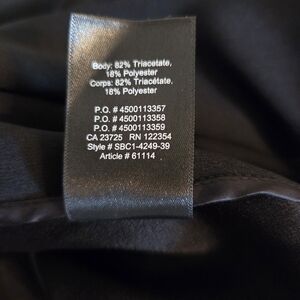 Body: 82% Triacetate,
18% Polyester
Corps: 82% Triacétate,
18% Polyester
P.O. # 4500113357
P.O. # 4500113358
P.O. # 4500113359
CA 23725 RN 122354
Style # SBC1-4249-39
Article # 61114